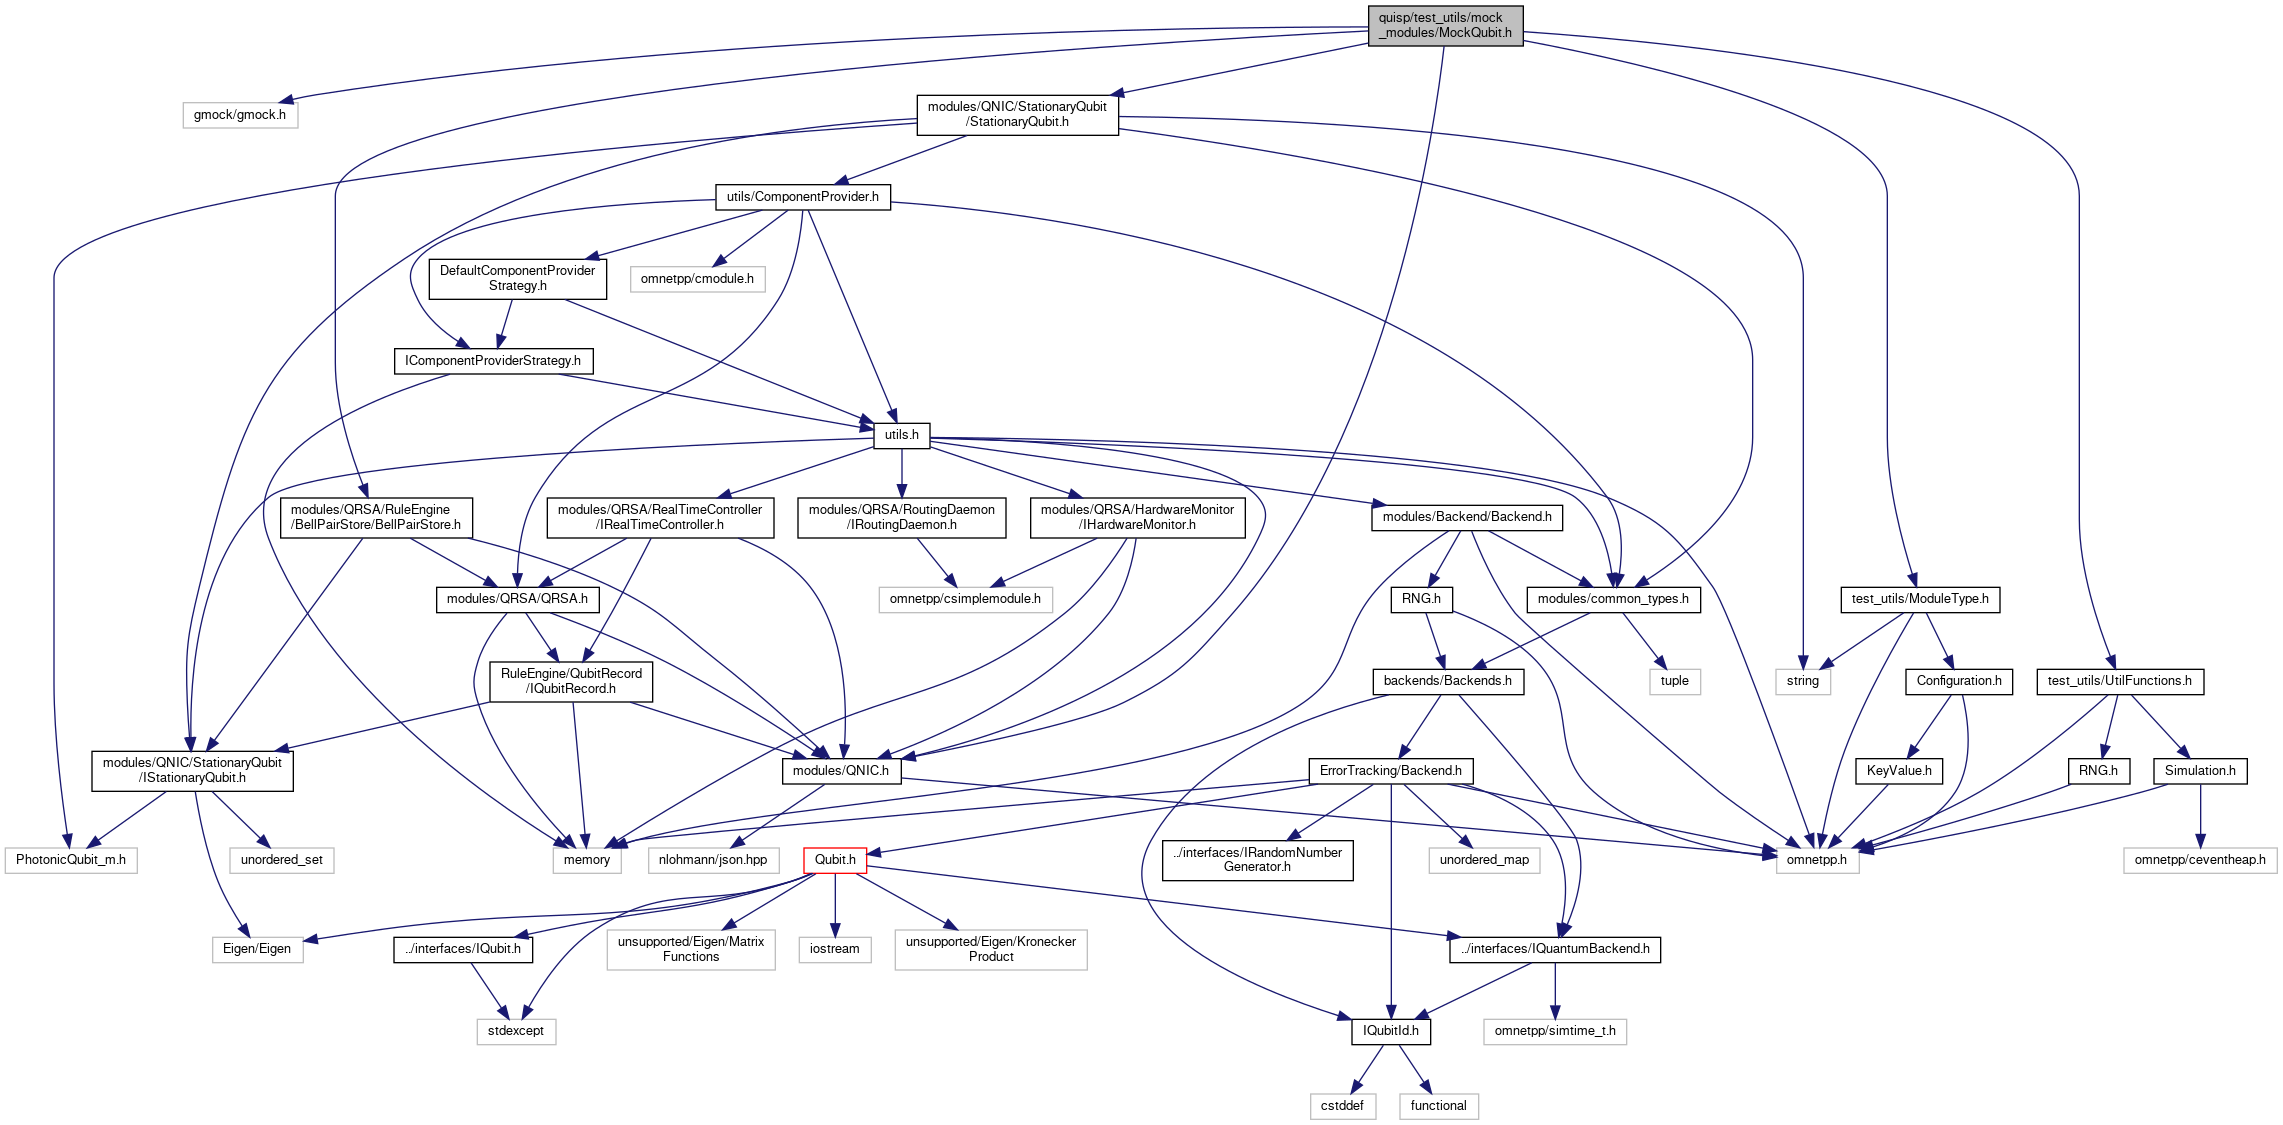 quisp/test_utils/mock
_modules/MockQubit.h
gmock/gmock.h
modules/QNIC/StationaryQubit
/StationaryQubit.h
utils/ComponentProvider.h
DefaultComponentProvider
Strategy.h
omnetpp/cmodule.h
IComponentProviderStrategy.h
utils.h
modules/QRSA/RuleEngine
/BellPairStore/BellPairStore.h
modules/QRSA/RealTimeController
/IRealTimeController.h
modules/QRSA/RoutingDaemon
/IRoutingDaemon.h
modules/QRSA/HardwareMonitor
/IHardwareMonitor.h
modules/Backend/Backend.h
modules/QRSA/QRSA.h
omnetpp/csimplemodule.h
RNG.h
modules/common_types.h
test_utils/ModuleType.h
RuleEngine/QubitRecord
/IQubitRecord.h
backends/Backends.h
tuple
string
Configuration.h
test_utils/UtilFunctions.h
modules/QNIC/StationaryQubit
/IStationaryQubit.h
modules/QNIC.h
ErrorTracking/Backend.h
KeyValue.h
RNG.h
Simulation.h
PhotonicQubit_m.h
unordered_set
memory
nlohmann/json.hpp
Qubit.h
../interfaces/IRandomNumber
Generator.h
unordered_map
omnetpp.h
omnetpp/ceventheap.h
Eigen/Eigen
../interfaces/IQubit.h
unsupported/Eigen/Matrix
Functions
iostream
unsupported/Eigen/Kronecker
Product
../interfaces/IQuantumBackend.h
stdexcept
IQubitId.h
omnetpp/simtime_t.h
cstddef
functional